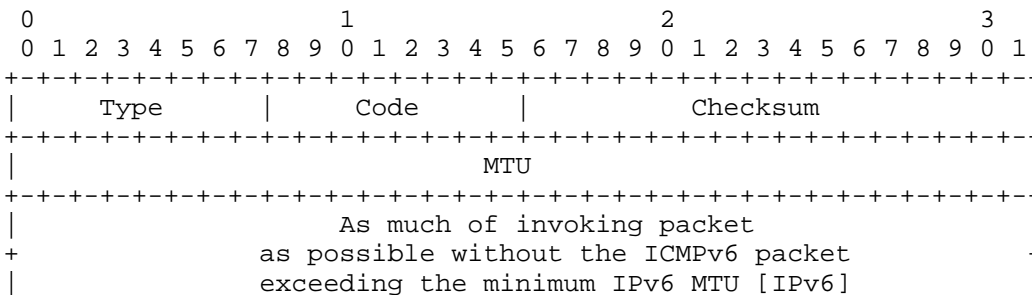 0                   1                   2                   3
 0 1 2 3 4 5 6 7 8 9 0 1 2 3 4 5 6 7 8 9 0 1 2 3 4 5 6 7 8 9 0 1
+-+-+-+-+-+-+-+-+-+-+-+-+-+-+-+-+-+-+-+-+-+-+-+-+-+-+-+-+-+-+-+-
|     Type      |     Code      |          Checksum
+-+-+-+-+-+-+-+-+-+-+-+-+-+-+-+-+-+-+-+-+-+-+-+-+-+-+-+-+-+-+-+-
|                             MTU
+-+-+-+-+-+-+-+-+-+-+-+-+-+-+-+-+-+-+-+-+-+-+-+-+-+-+-+-+-+-+-+-
|                    As much of invoking packet
+               as possible without the ICMPv6 packet           -
|               exceeding the minimum IPv6 MTU [IPv6]